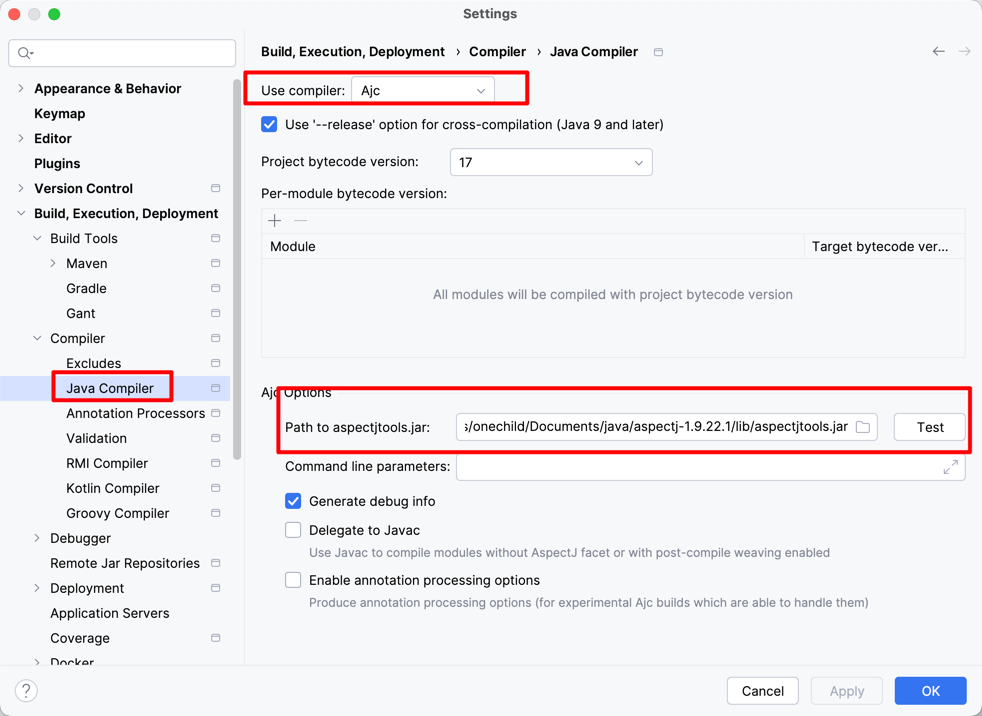 Settings
Build, Execution, Deployment › Compiler › Java Compiler
Appearance & Behavior
Keymap
Editor
Plugins
Version Control
Build, Execution, Deployment
Build Tools
Maven
Gradle
Gant
Compiler
Excludes
Java Compiler
Annotation Processors
Validation
RMI Compiler
Kotlin Compiler
Groovy Compiler
Debugger
Remote Jar Repositories
Deployment
Application Servers
Coverage
Docker
Use compiler: Ajc
Use '--release' option for cross-compilation (Java 9 and later)
Project bytecode version: 17
Per-module bytecode version:
Module Target bytecode ver...
All modules will be compiled with project bytecode version
Ajc Options
Path to aspectjtools.jar: s/onechild/Documents/java/aspectj-1.9.22.1/lib/aspectjtools.jar Test
Command line parameters:
Generate debug info
Delegate to Javac
Use Javac to compile modules without AspectJ facet or with post-compile weaving enabled
Enable annotation processing options
Produce annotation processing options (for experimental Ajc builds which are able to handle them)
? Cancel Apply OK